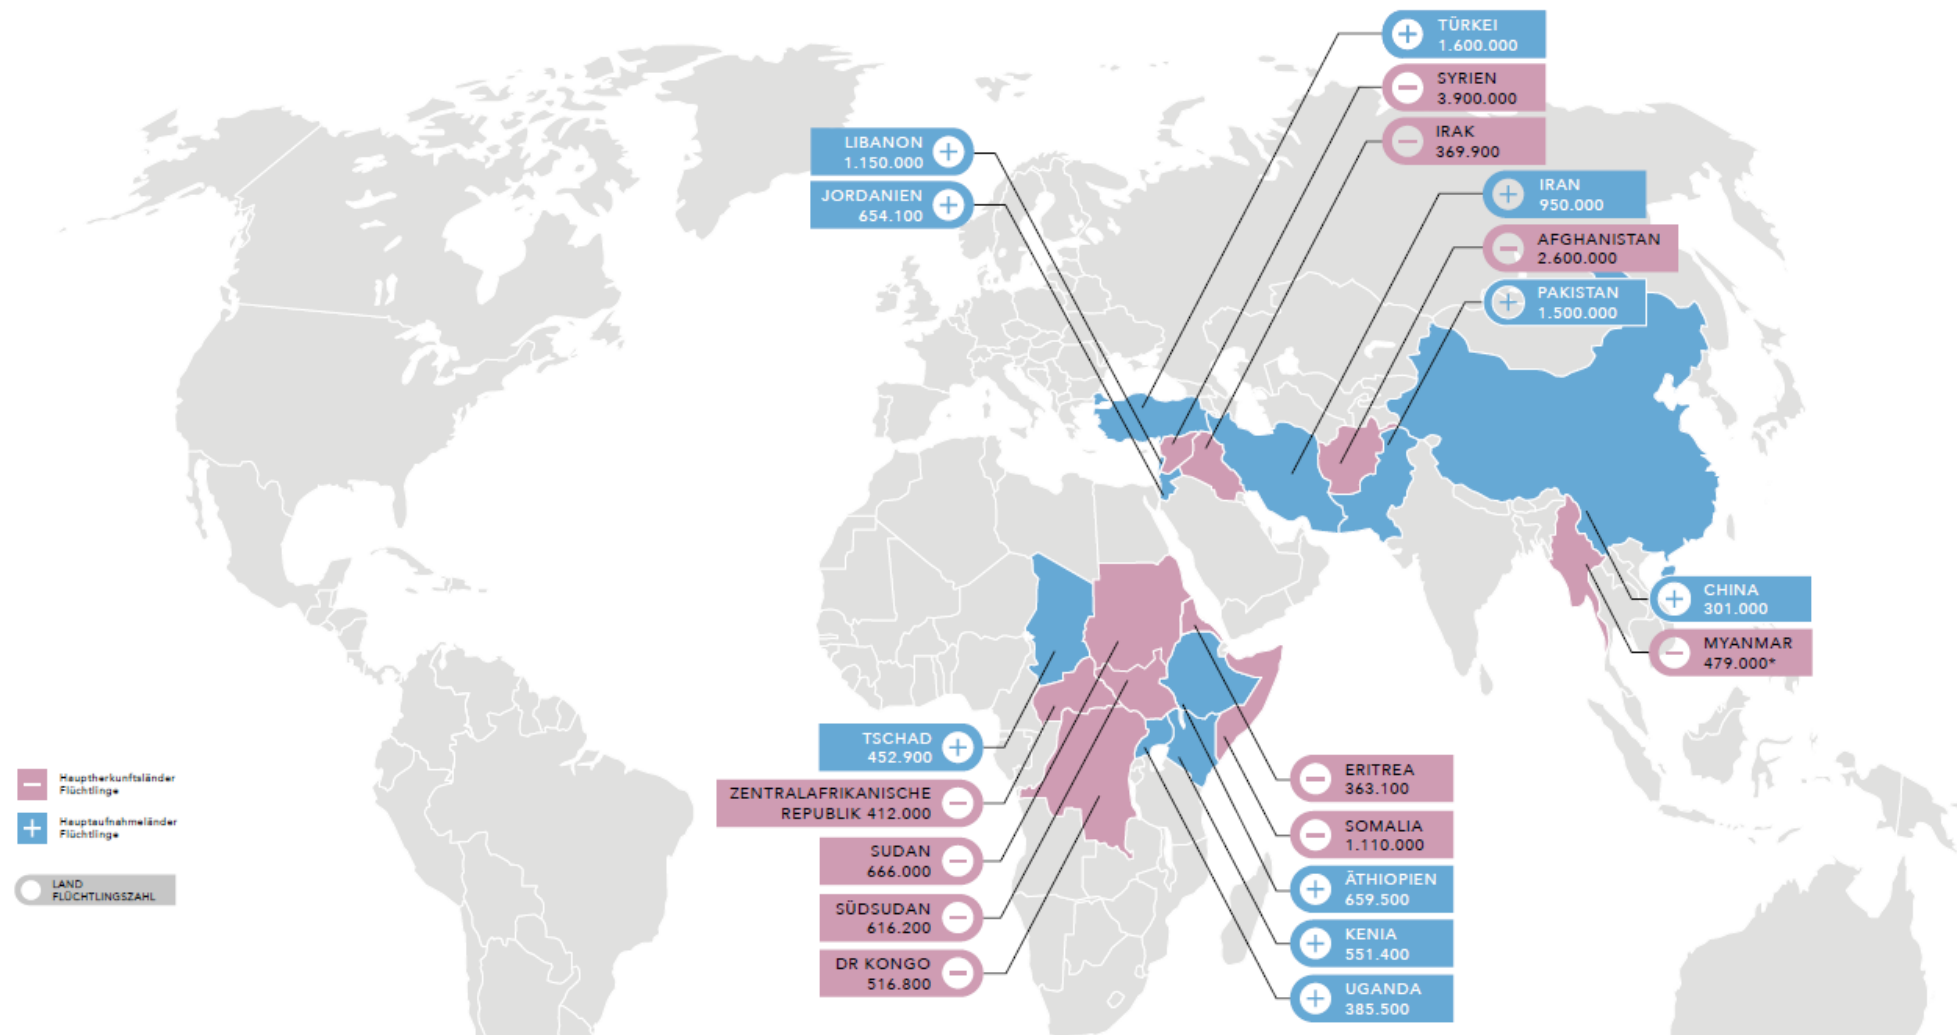 TÜRKEI
1.600.000
SYRIEN
3.900.000
IRAK
369.900
LIBANON
1.150.000
JORDANIEN
654.100
IRAN
950.000
AFGHANISTAN
2.600.000
PAKISTAN
1.500.000
CHINA
301.000
MYANMAR
479.000*
TSCHAD
452.900
ZENTRALAFRIKANISCHE
REPUBLIK 412.000
SUDAN
666.000
SÜDSUDAN
616.200
DR KONGO
516.800
ERITREA
363.100
SOMALIA
1.110.000
ÄTHIOPIEN
659.500
KENIA
551.400
UGANDA
385.500
Hauptherkunftsländer
Flüchtlinge
Hauptaufnahmeländer
Flüchtlinge
LAND
FLÜCHTLINGSZAHL